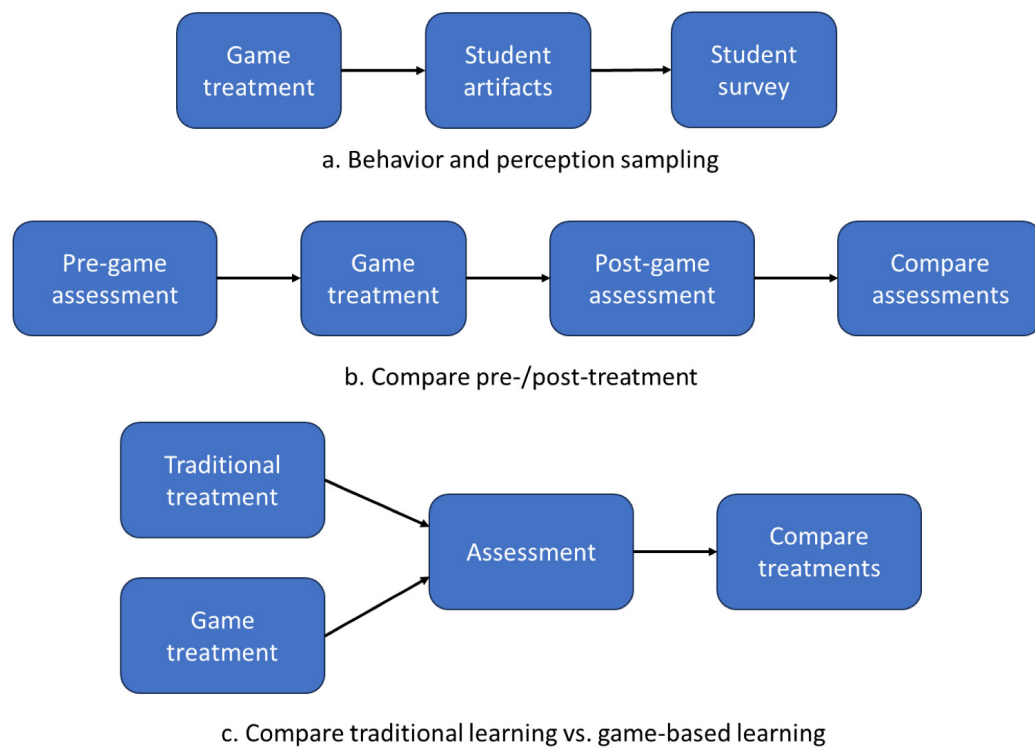 Game
treatment
Student
artifacts
Student
survey
a. Behavior and perception sampling
Pre-game
assessment
Game
treatment
Post-game
assessment
Compare
assessments
b. Compare pre-/post-treatment
Traditional
treatment
Game
treatment
Assessment
Compare
treatments
c. Compare traditional learning vs. game-based learning